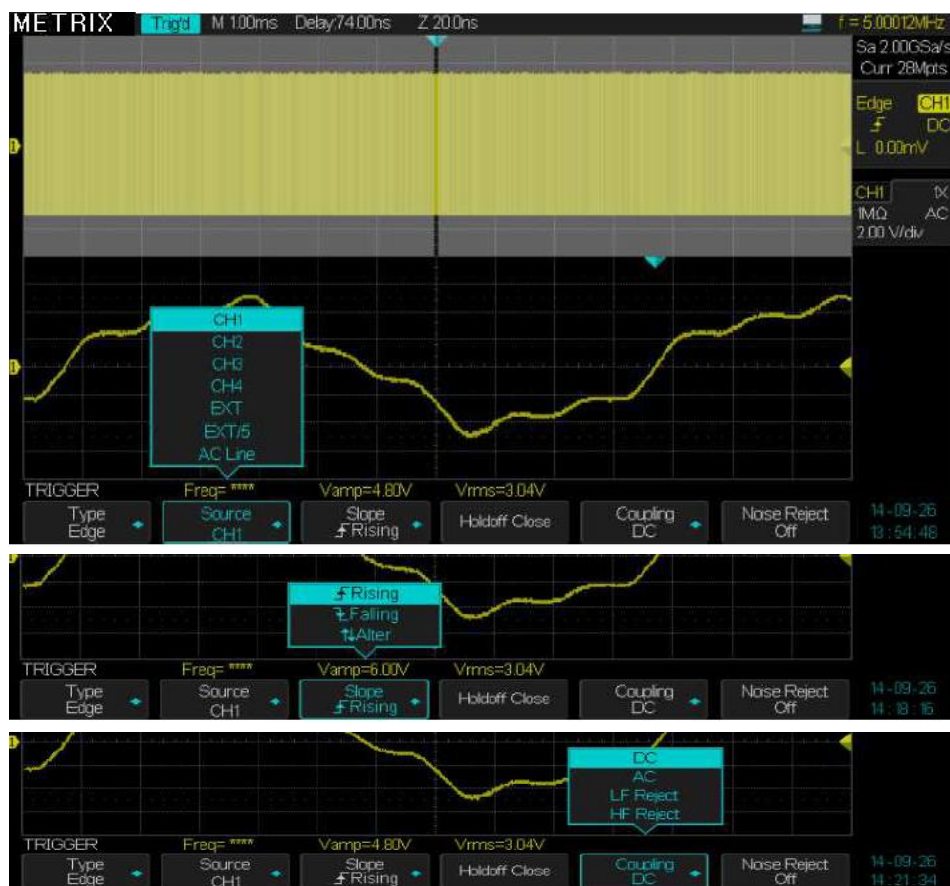 METRIX Trig'd M 1.00ms Delay:74.00ns Z 20.0ns f = 5.00012MHz
Sa 2.00GSa/s
Curr 28Mpts
Edge CH1
DC
L 0.00mV
CH1 1X
1MΩ AC
2.00 V/div
1
1
CH1
CH2
CH3
CH4
EXT
EXT/5
AC Line
TRIGGER Freq= **** Vamp=4.80V Vrms=3.04V
Type Source Slope Holdoff Close Coupling Noise Reject 14-09-26
Edge CH1 Rising DC Off 13:54:48
Rising
Falling
Alter
TRIGGER Freq= **** Vamp=6.00V Vrms=3.04V
Type Source Slope Holdoff Close Coupling Noise Reject 14-09-26
Edge CH1 Rising DC Off 14:18:16
1
DC
AC
LF Reject
HF Reject
TRIGGER Freq= **** Vamp=4.80V Vrms=3.04V
Type Source Slope Holdoff Close Coupling Noise Reject 14-09-26
Edge CH1 Rising DC Off 14:21:34